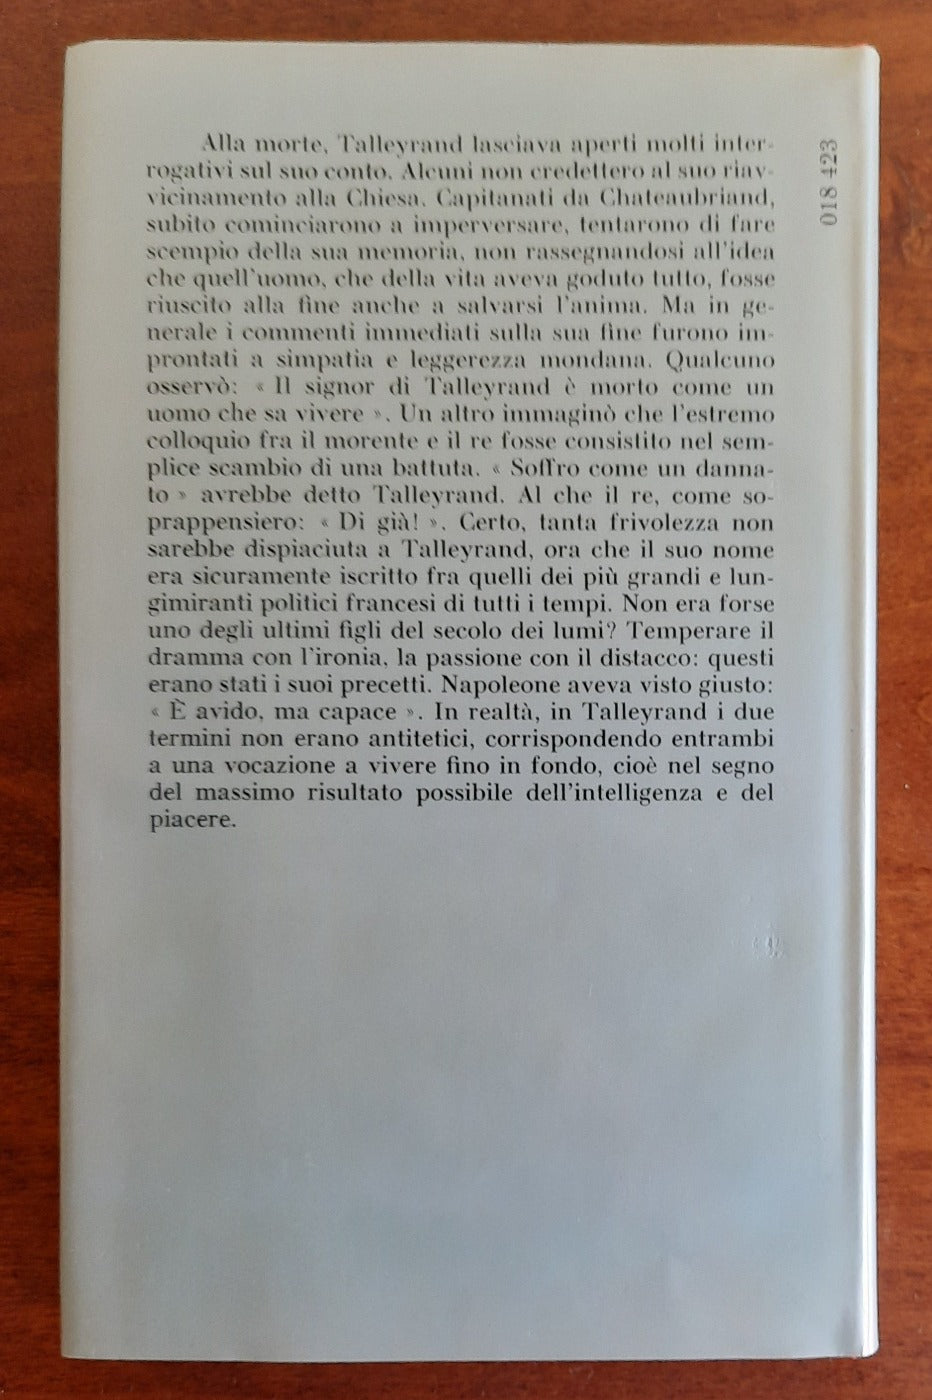 Alla morte, Talleyrand lasciava aperti molti inter-
rogativi sul suo conto. Alcuni non credettero al suo riav-
vicinamento alla Chiesa. Capitanati da Chateaubriand,
subito cominciarono a imperversare, tentarono di fare
scempio della sua memoria, non rassegnandosi all'idea
che quell'uomo, che della vita aveva goduto tutto, fosse
riuscito alla fine anche a salvarsi l'anima. Ma in ge-
nerale i commenti immediati sulla sua fine furono im-
prontati a simpatia e leggerezza mondana. Qualcuno
osservò: « Il signor di Talleyrand è morto come un
uomo che sa vivere ». Un altro immaginò che l'estremo
colloquio fra il morente e il re fosse consistito nel sem-
plice scambio di una battuta. « Soffro come un danna-
to » avrebbe detto Talleyrand. Al che il re, come so-
prappensiero: « Di già! ». Certo, tanta frivolezza non
sarebbe dispiaciuta a Talleyrand, ora che il suo nome
era sicuramente iscritto fra quelli dei più grandi e lun-
gimiranti politici francesi di tutti i tempi. Non era forse
uno degli ultimi figli del secolo dei lumi? Temperare il
dramma con l'ironia, la passione con il distacco: questi
erano stati i suoi precetti. Napoleone aveva visto giusto:
« È avido, ma capace ». In realtà, in Talleyrand i due
termini non erano antitetici, corrispondendo entrambi
a una vocazione a vivere fino in fondo, cioè nel segno
del massimo risultato possibile dell'intelligenza e del
piacere.
018 423